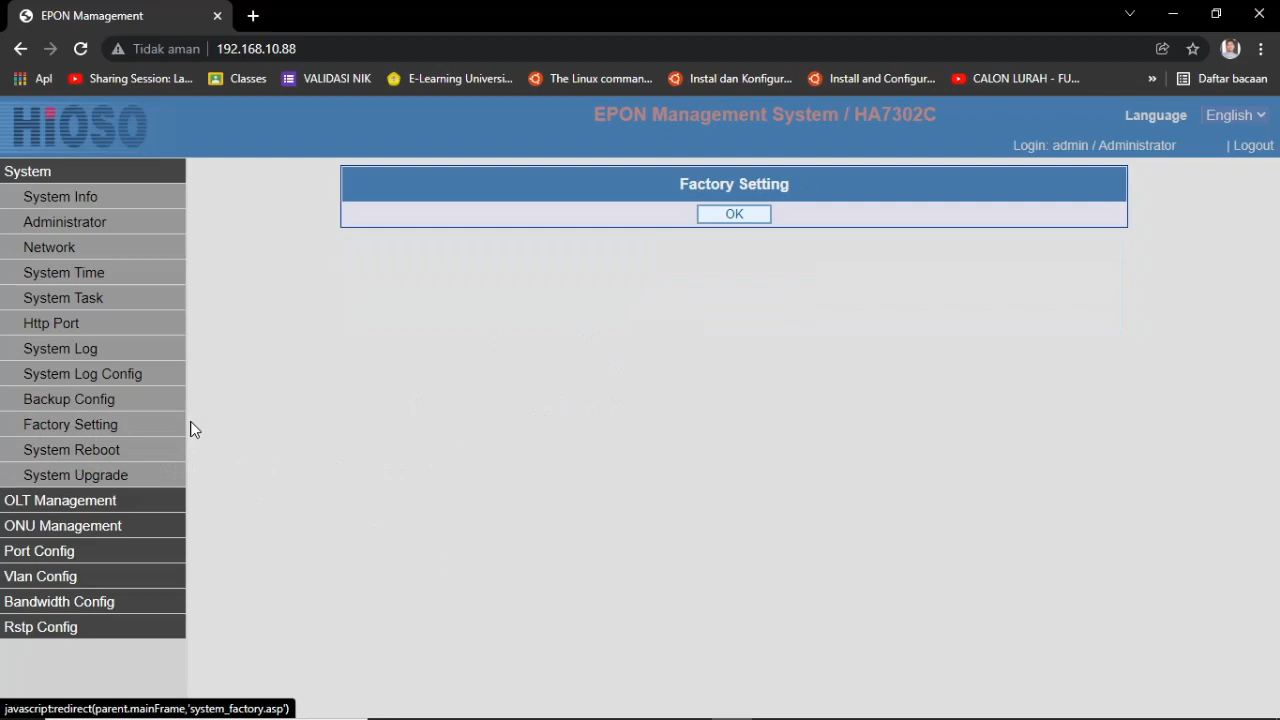 EPON Mamagement
Tidak aman
192.168.10.88
Apl
Sharing Session: La...
Classes
VALIDASI NIK
E-Learning Universi...
The Linux comman...
Instal dan Konfigur...
Install and Configur...
CALON LURAH - FU...
»
Daftar bacaan
HiOSO
EPON Management System / HA7302C
Language
English
Login: admin / Administrator
| Logout
System
System Info
Administrator
Network
System Time
System Task
Http Port
System Log
System Log Config
Backup Config
Factory Setting
System Reboot
System Upgrade
OLT Management
ONU Management
Port Config
Vlan Config
Bandwidth Config
Rstp Config
Factory Setting
OK
javascript:redirect(parent.mainFrame,'system_factory.asp')